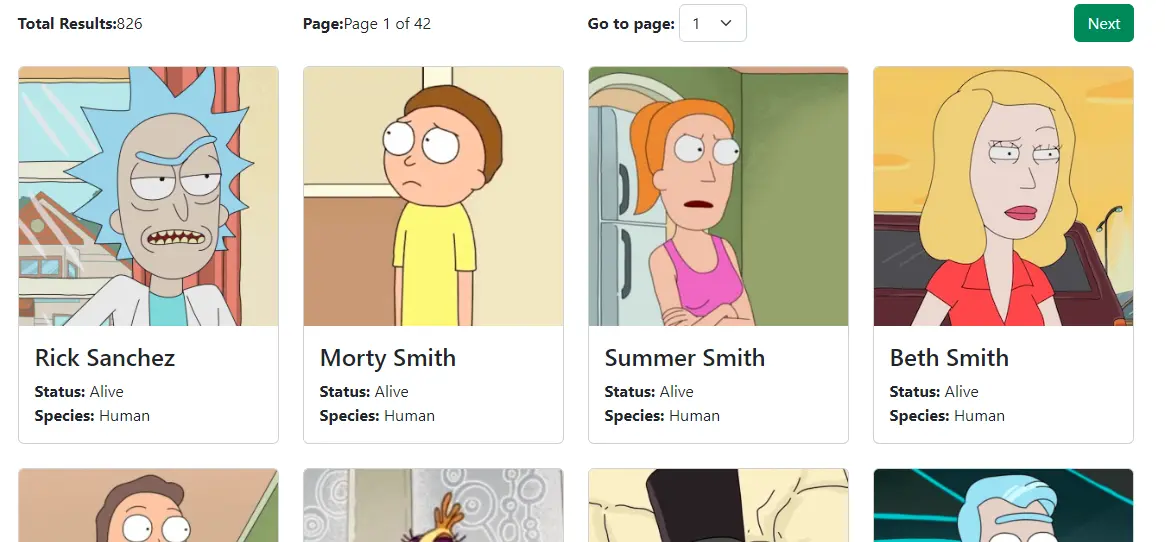 Total Results:826 Page:Page 1 of 42 Go to page: 1 Next
Rick Sanchez Morty Smith Summer Smith Beth Smith
Status: Alive Status: Alive Status: Alive Status: Alive
Species: Human Species: Human Species: Human Species: Human